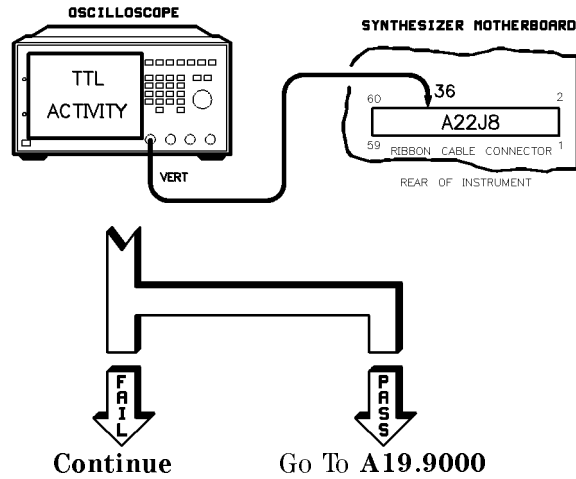 OSCILLOSCOPE
SYNTHESIZER MOTHERBOARD
TTL
ACTIVITY
VERT
36
60
2
A22J8
59
RIBBON CABLE CONNECTOR
1
REAR OF INSTRUMENT
FAIL
PASS
Continue
Go To A19.9000